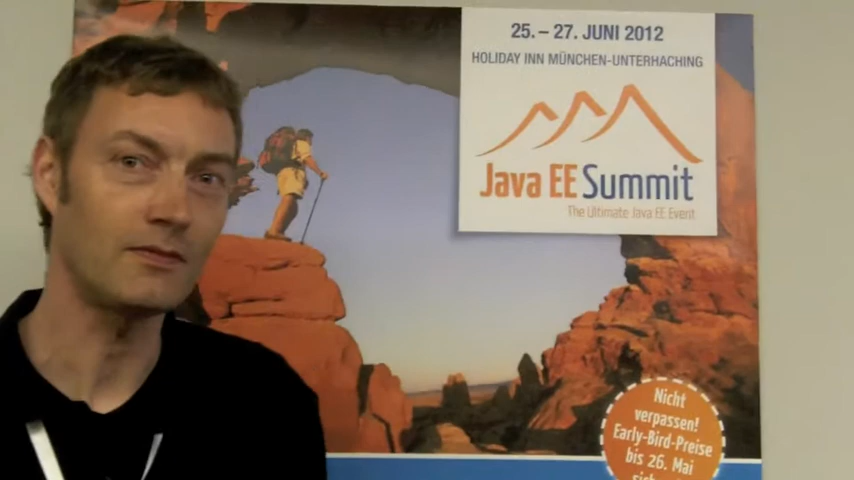 25. – 27. JUNI 2012
HOLIDAY INN MÜNCHEN-UNTERHACHING
Java EE Summit
The Ultimate Java EE Event
Nicht
verpassen!
Early-Bird-Preise
bis 26. Mai